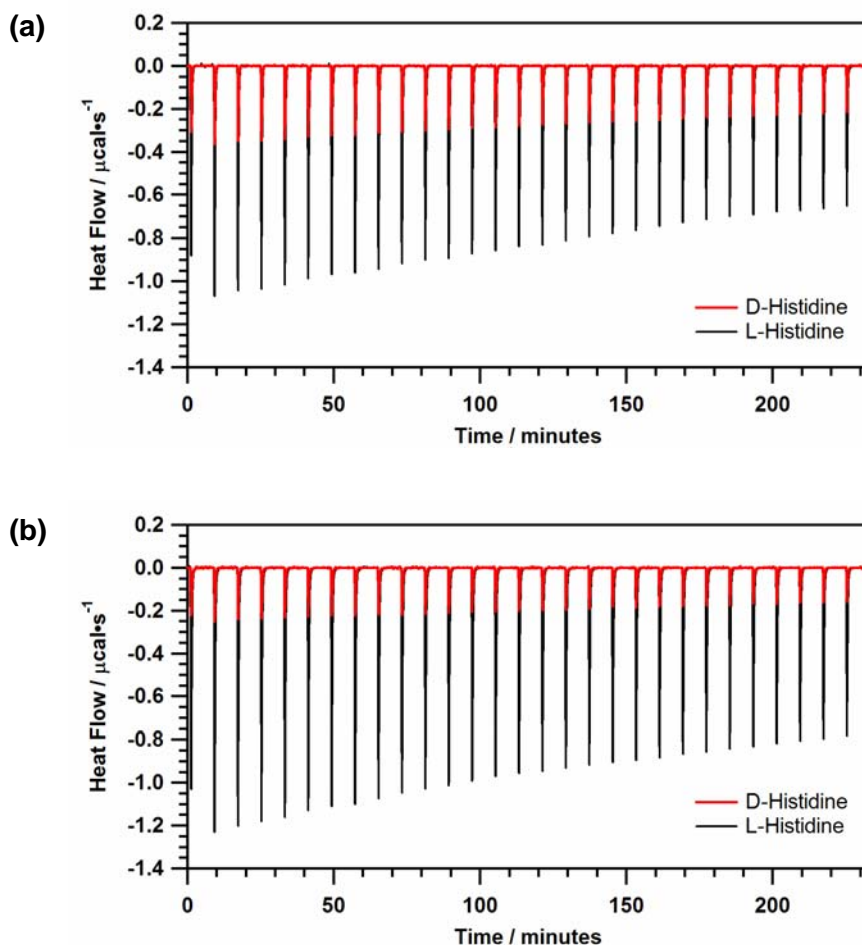 (a)
0.2
0.0
-0.2
-0.4
-0.6
-0.8
-1.0
-1.2
-1.4
Heat Flow / μcal•s⁻¹
D-Histidine
L-Histidine
0 50 100 150 200
Time / minutes
(b)
0.2
0.0
-0.2
-0.4
-0.6
-0.8
-1.0
-1.2
-1.4
Heat Flow / μcal•s⁻¹
D-Histidine
L-Histidine
0 50 100 150 200
Time / minutes